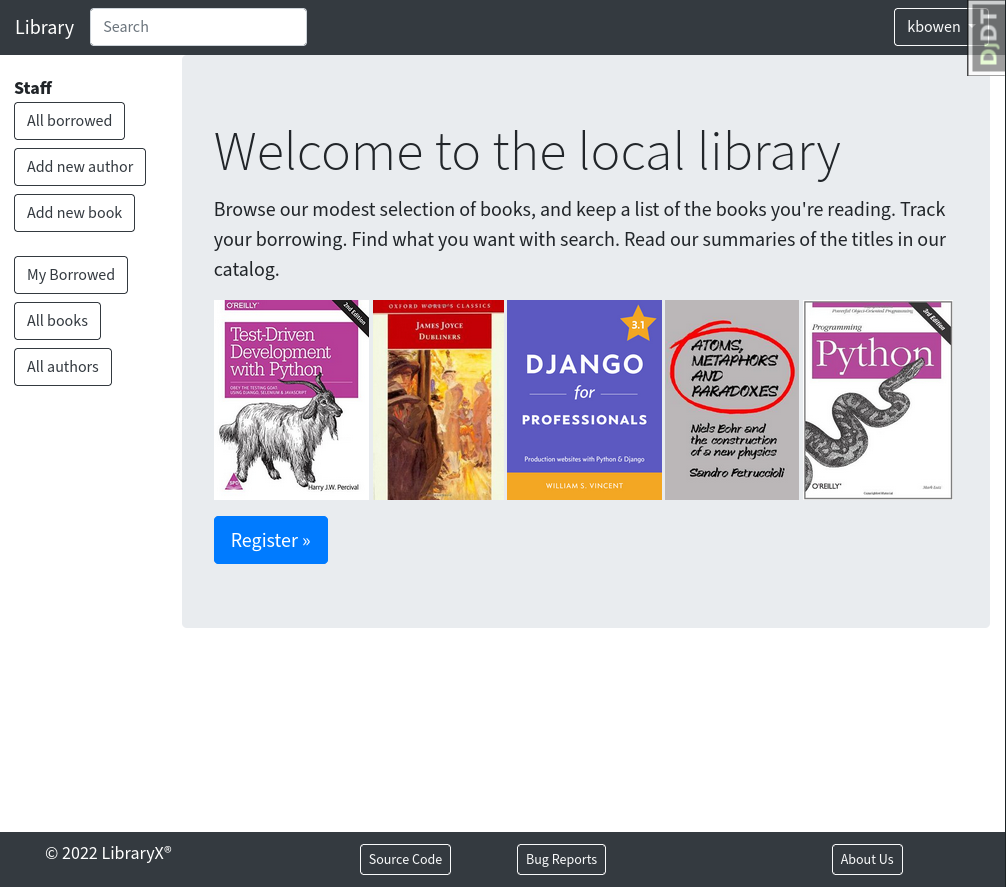 Library
Search
kbowen
DjDT
Staff
All borrowed
Add new author
Add new book
My Borrowed
All books
All authors
Welcome to the local library
Browse our modest selection of books, and keep a list of the books you're reading. Track
your borrowing. Find what you want with search. Read our summaries of the titles in our
catalog.
O'REILLY®
2nd Edition
Test-Driven
Development
with Python
OBEY THE TESTING GOAT
USING DJANGO, SELENIUM & JAVASCRIPT
Harry J.W. Percival
OXFORD WORLD'S CLASSICS
JAMES JOYCE
DUBLINERS
3.1
DJANGO
for
PROFESSIONALS
Production websites with Python & Django
WILLIAM S. VINCENT
ATOMS,
METAPHORS
AND
PARADOXES
Niels Bohr and
the construction
of a new physics
Sandro Petruccioli
Powerful Object-Oriented Programming
3rd Edition
Programming
Python
O'REILLY®
Mark Lutz
Register »
© 2022 LibraryX®
Source Code
Bug Reports
About Us